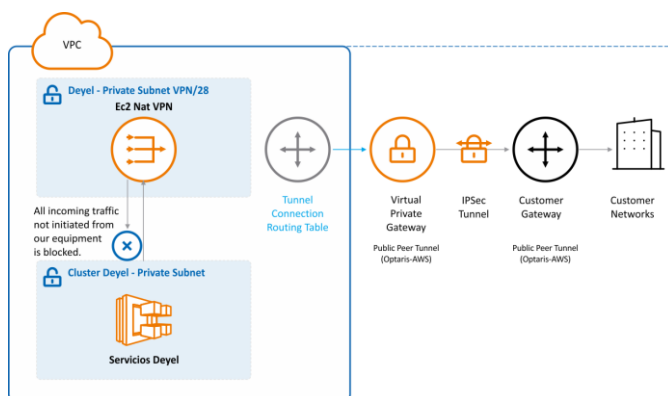 VPC
Deyel - Private Subnet VPN/28
Ec2 Nat VPN
All incoming traffic
not initiated from
our equipment
is blocked.
Cluster Deyel - Private Subnet
Servicios Deyel
Tunnel
Connection
Routing Table
Virtual
Private
Gateway
Public Peer Tunnel
(Optaris-AWS)
IPSec
Tunnel
Customer
Gateway
Public Peer Tunnel
(Optaris-AWS)
Customer
Networks